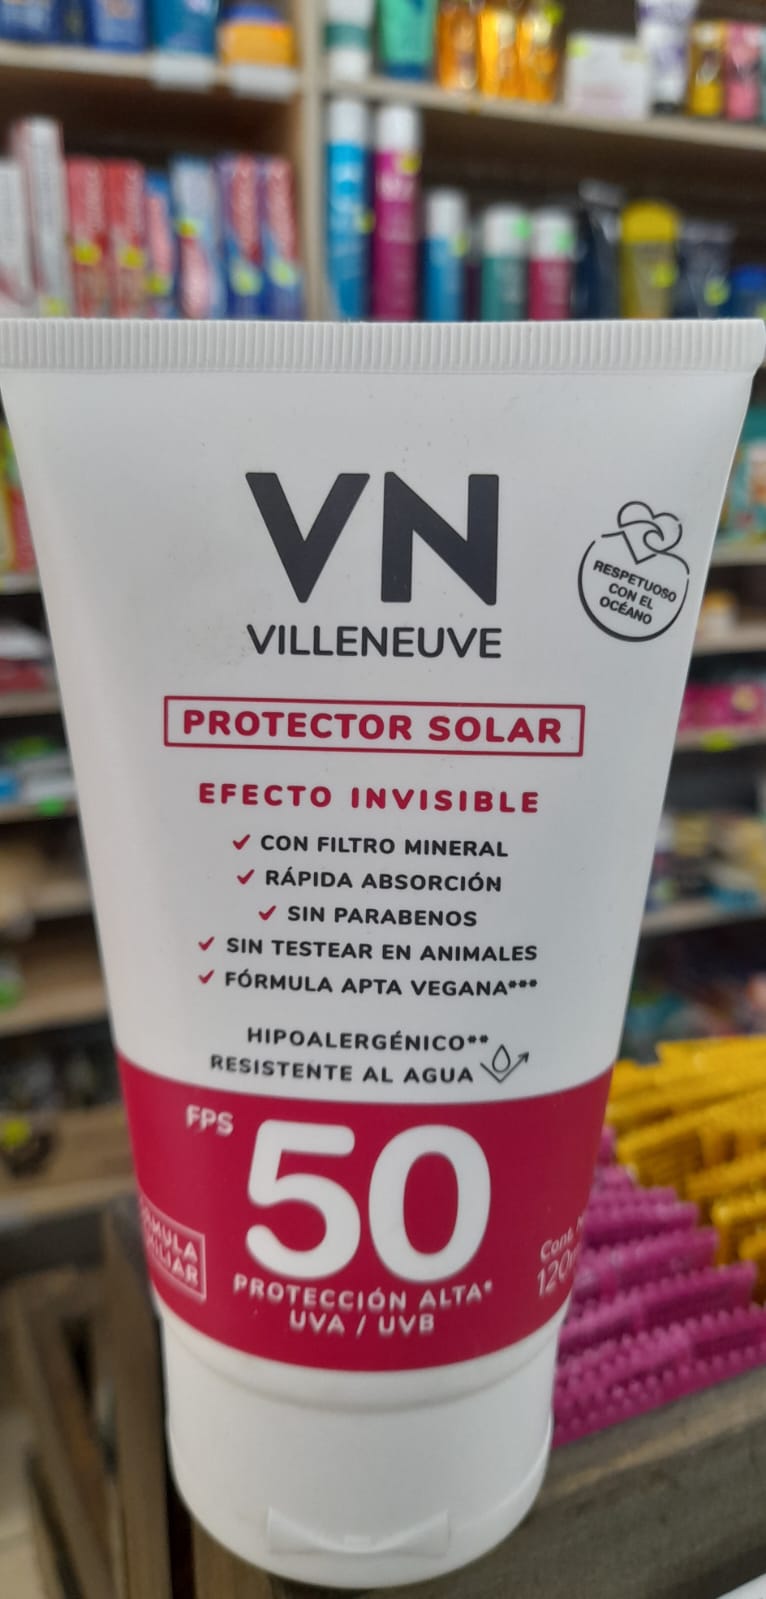 VN
VILLENEUVE
RESPETUOSO
CON EL
OCÉANO
PROTECTOR SOLAR
EFECTO INVISIBLE
CON FILTRO MINERAL
RÁPIDA ABSORCIÓN
SIN PARABENOS
SIN TESTEAR EN ANIMALES
FÓRMULA APTA VEGANA***
HIPOALERGÉNICO**
RESISTENTE AL AGUA
FPS
50
PROTECCIÓN ALTA*
UVA / UVB
Cont.